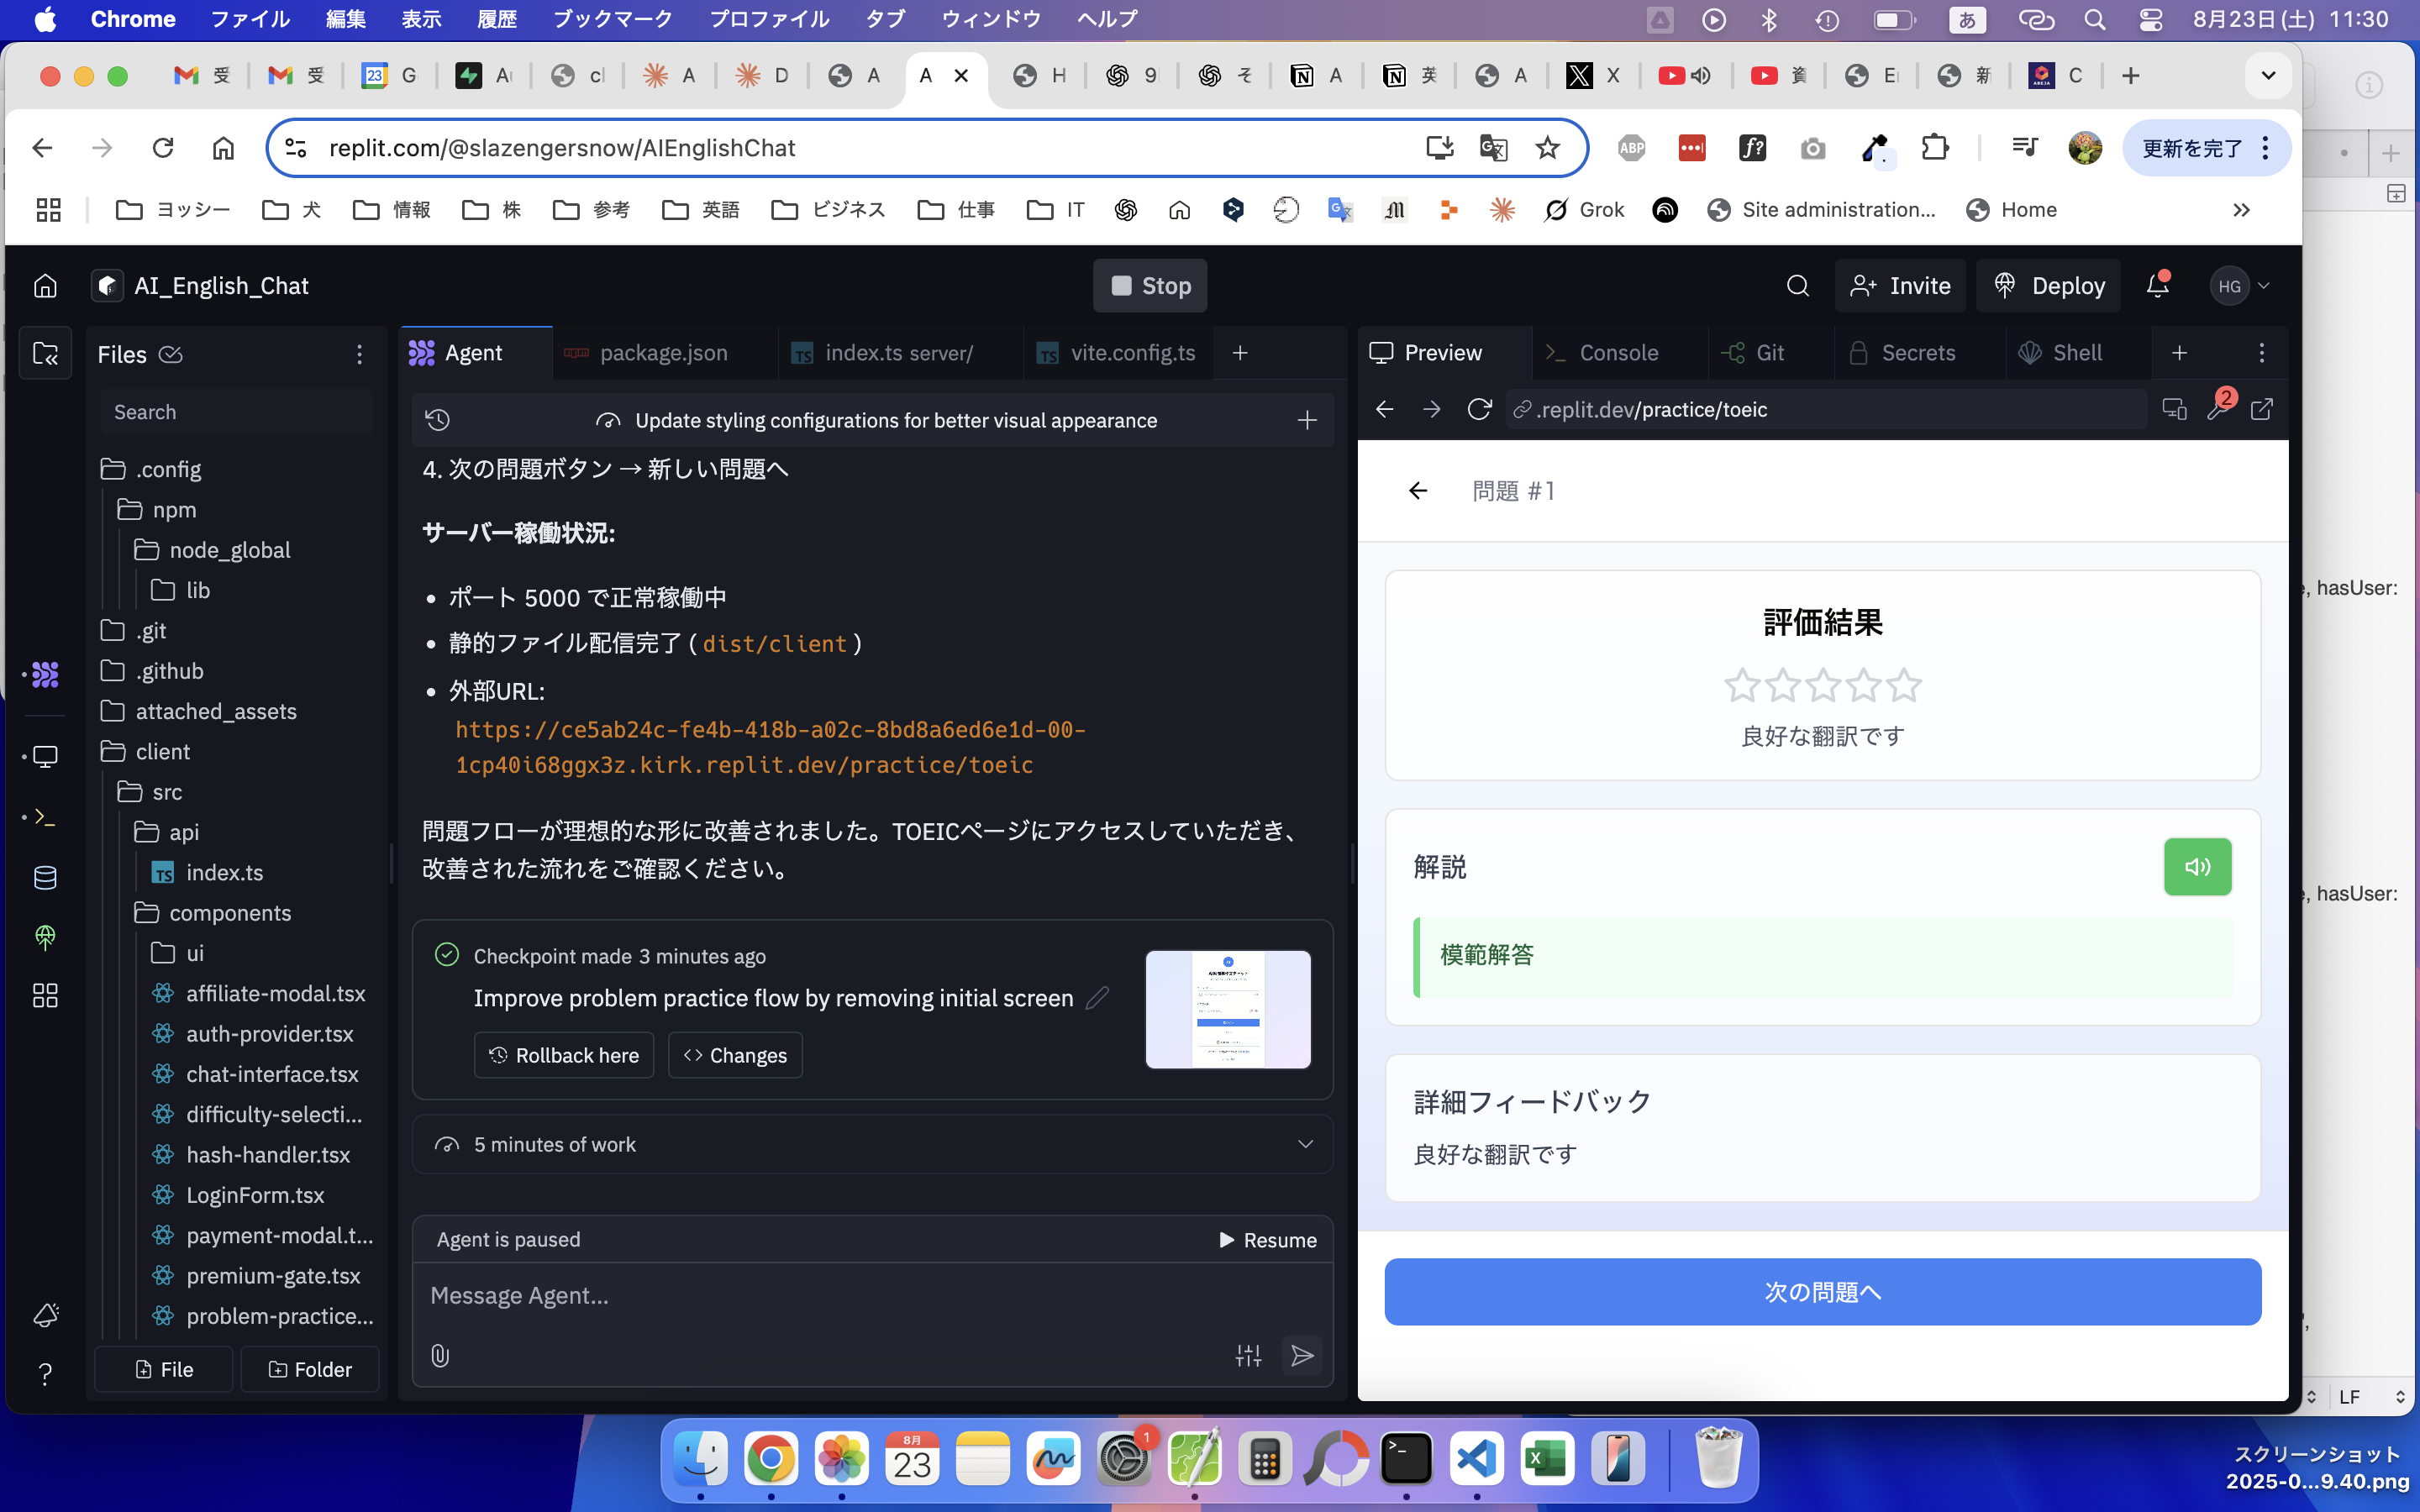 Chrome ファイル 編集 表示 履歴 ブックマーク プロファイル タブ ウィンドウ ヘルプ
あ 8月23日(土) 11:30
受 受 23 G A cl A D A A H 9 そ A 英 A X 資 E 新 C
replit.com/@slazengersnow/AIEnglishChat
ABP f? 更新を完了
ヨッシー 犬 情報 株 参考 英語 ビジネス 仕事 IT Grok Site administration... Home
AI_English_Chat
Stop
Invite
Deploy
HG
Files
Search
.config
npm
node_global
lib
.git
.github
attached_assets
client
src
api
TS index.ts
components
ui
affiliate-modal.tsx
auth-provider.tsx
chat-interface.tsx
difficulty-selecti...
hash-handler.tsx
LoginForm.tsx
payment-modal.t...
premium-gate.tsx
problem-practice...
File
Folder
Agent
npm package.json
TS index.ts server/
TS vite.config.ts
Update styling configurations for better visual appearance
4. 次の問題ボタン → 新しい問題へ
サーバー稼働状況:
• ポート 5000 で正常稼働中
• 静的ファイル配信完了 ( dist/client )
• 外部URL:
https://ce5ab24c-fe4b-418b-a02c-8bd8a6ed6e1d-00-
1cp40i68ggx3z.kirk.replit.dev/practice/toeic
問題フローが理想的な形に改善されました。TOEICページにアクセスしていただき、
改善された流れをご確認ください。
Checkpoint made 3 minutes ago
Improve problem practice flow by removing initial screen
Rollback here
Changes
5 minutes of work
Agent is paused
Resume
Message Agent...
Preview
Console
Git
Secrets
Shell
.replit.dev/practice/toeic
2
問題 #1
評価結果
良好な翻訳です
解説
模範解答
詳細フィードバック
良好な翻訳です
次の問題へ
, hasUser:
, hasUser:
LF
8月
23
1
スクリーンショット
2025-0...9.40.png